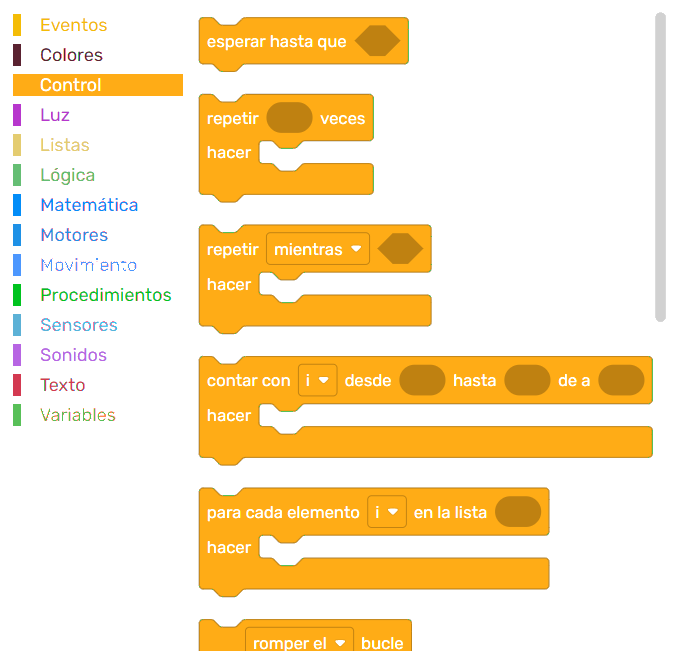 Eventos
Colores
Control
Luz
Listas
Lógica
Matemática
Motores
Movimiento
Procedimientos
Sensores
Sonidos
Texto
Variables
esperar hasta que
repetir veces
hacer
repetir mientras
hacer
contar con i desde hasta de a
hacer
para cada elemento i en la lista
hacer
romper el bucle